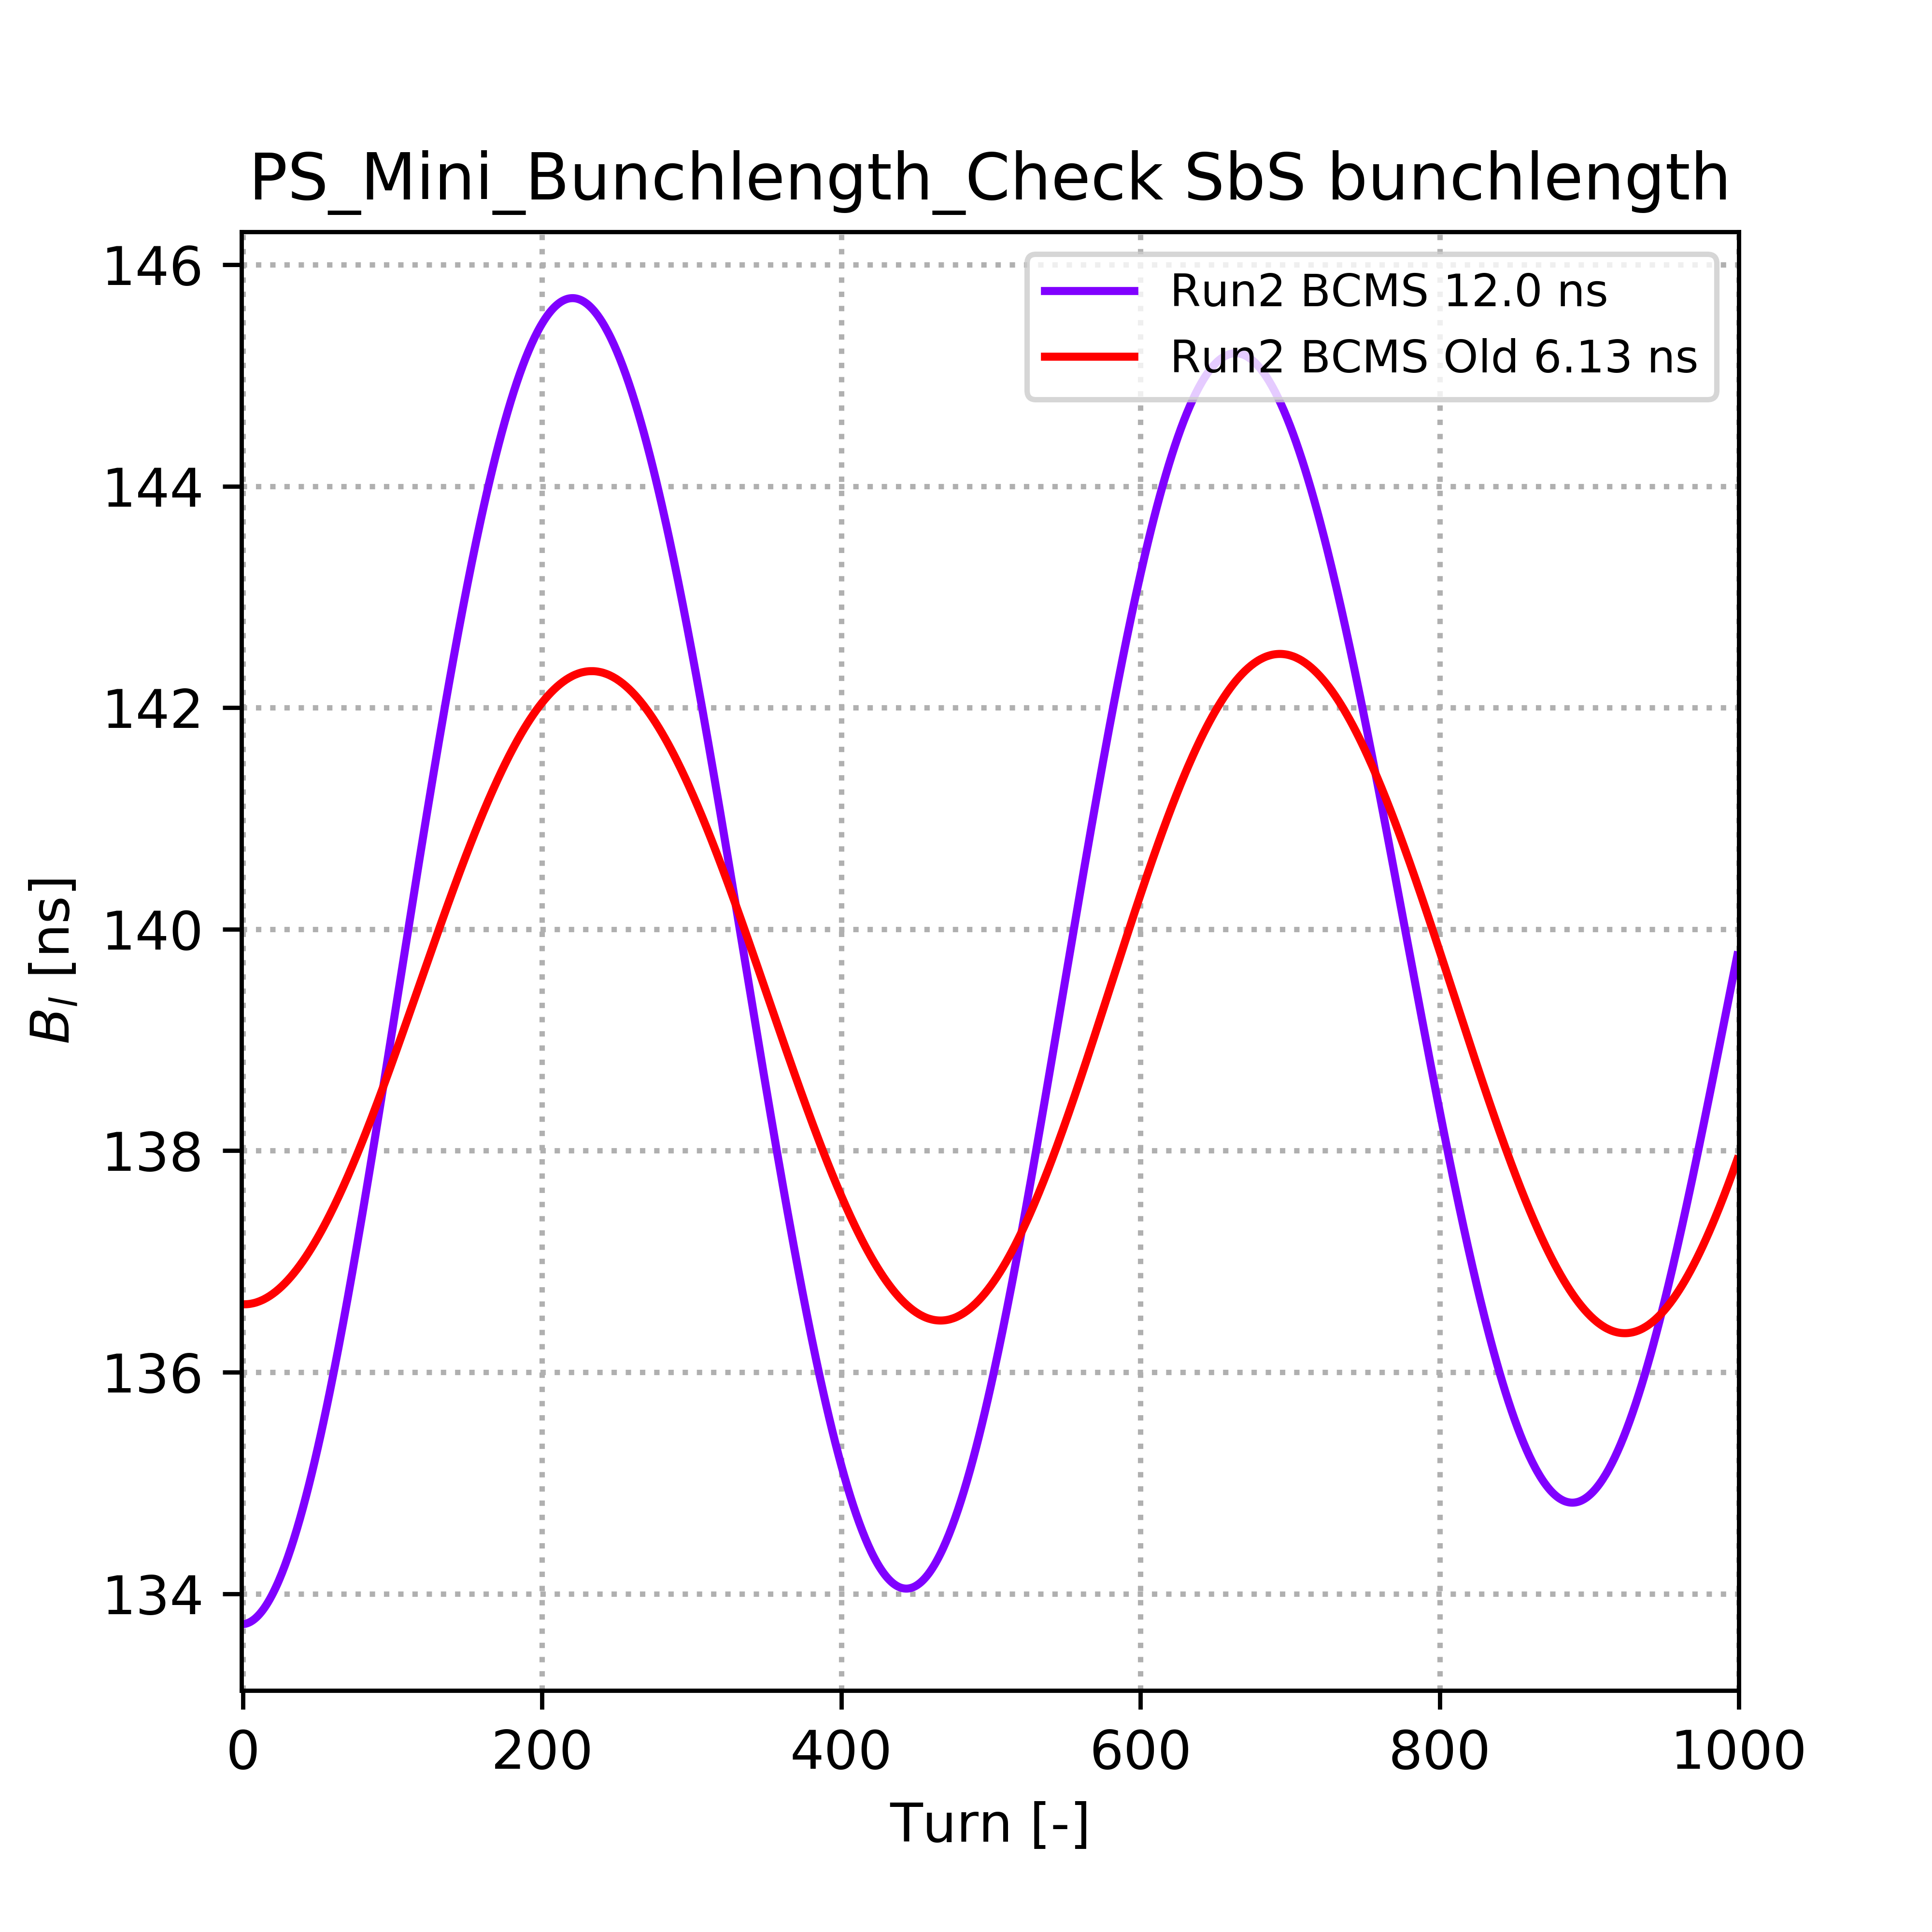 PS_Mini_Bunchlength_Check SbS bunchlength
146
144
142
140
138
136
134
B_l [ns]
Run2 BCMS 12.0 ns
Run2 BCMS Old 6.13 ns
0 200 400 600 800 1000
Turn [-]